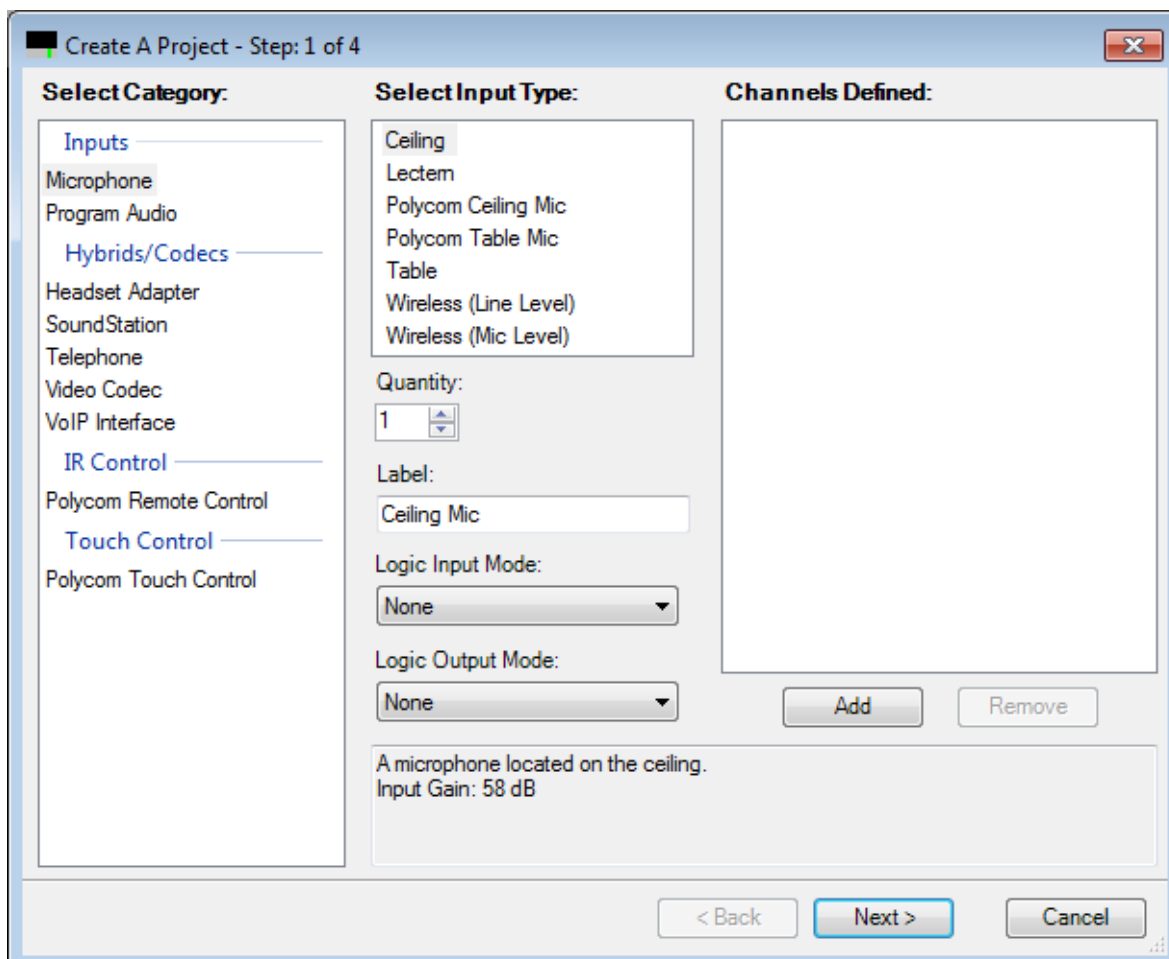 Create A Project - Step: 1 of 4
Select Category:
Inputs
Microphone
Program Audio
Hybrids/Codecs
Headset Adapter
SoundStation
Telephone
Video Codec
VoIP Interface
IR Control
Polycom Remote Control
Touch Control
Polycom Touch Control
Select Input Type:
Ceiling
Lectern
Polycom Ceiling Mic
Polycom Table Mic
Table
Wireless (Line Level)
Wireless (Mic Level)
Quantity:
1
Label:
Ceiling Mic
Logic Input Mode:
None
Logic Output Mode:
None
Channels Defined:
Add
Remove
A microphone located on the ceiling.
Input Gain: 58 dB
< Back
Next >
Cancel